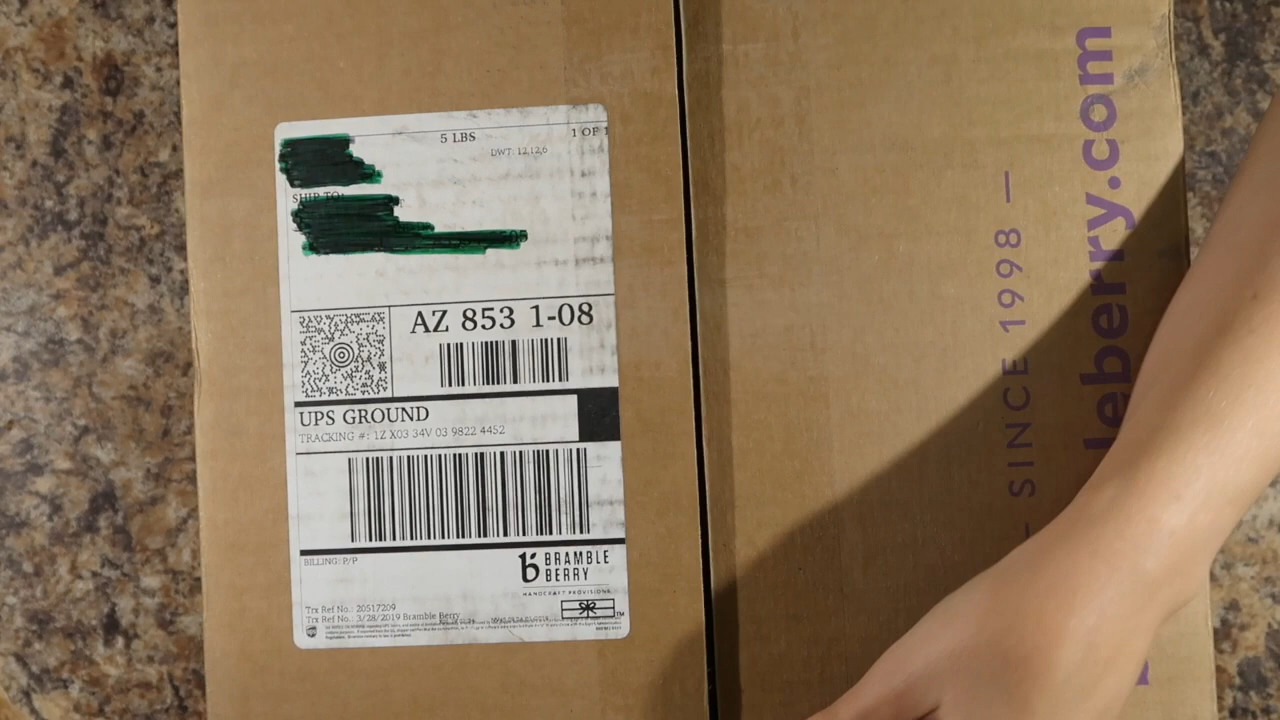 5 LBS
1 OF 1
DWT: 12,12,6
SHIP TO:
AZ 853 1-08
UPS GROUND
TRACKING #: 1Z X03 34V 03 9822 4452
BILLING: P/P
BRAMBLE
BERRY
HANDCRAFT PROVISIONS
Trx Ref No.: 20517209
Trx Ref No.: 3/28/2019 Bramble Berry
TM
— SINCE 1998 —
leberry.com